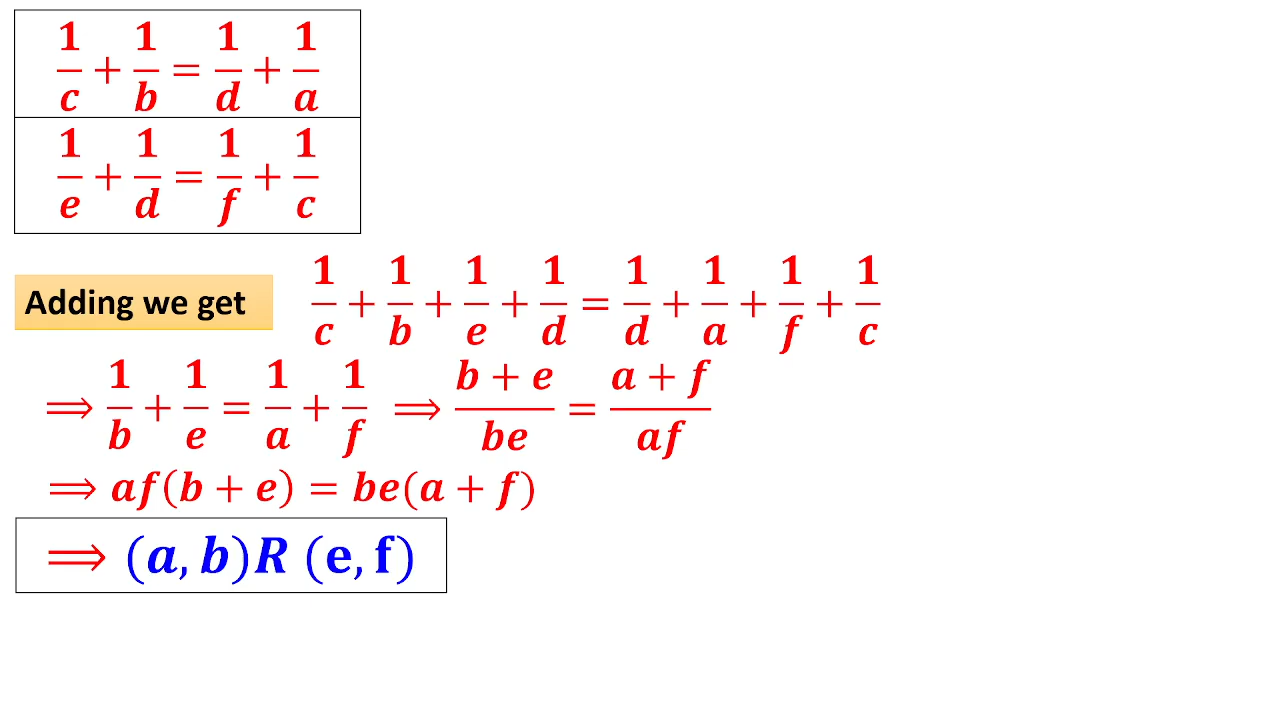 1/c + 1/b = 1/d + 1/a
1/e + 1/d = 1/f + 1/c
Adding we get 1/c + 1/b + 1/e + 1/d = 1/d + 1/a + 1/f + 1/c
⟹ 1/b + 1/e = 1/a + 1/f ⟹ (b + e)/(be) = (a + f)/(af)
⟹ af(b + e) = be(a + f)
⟹ (a, b)R (e, f)